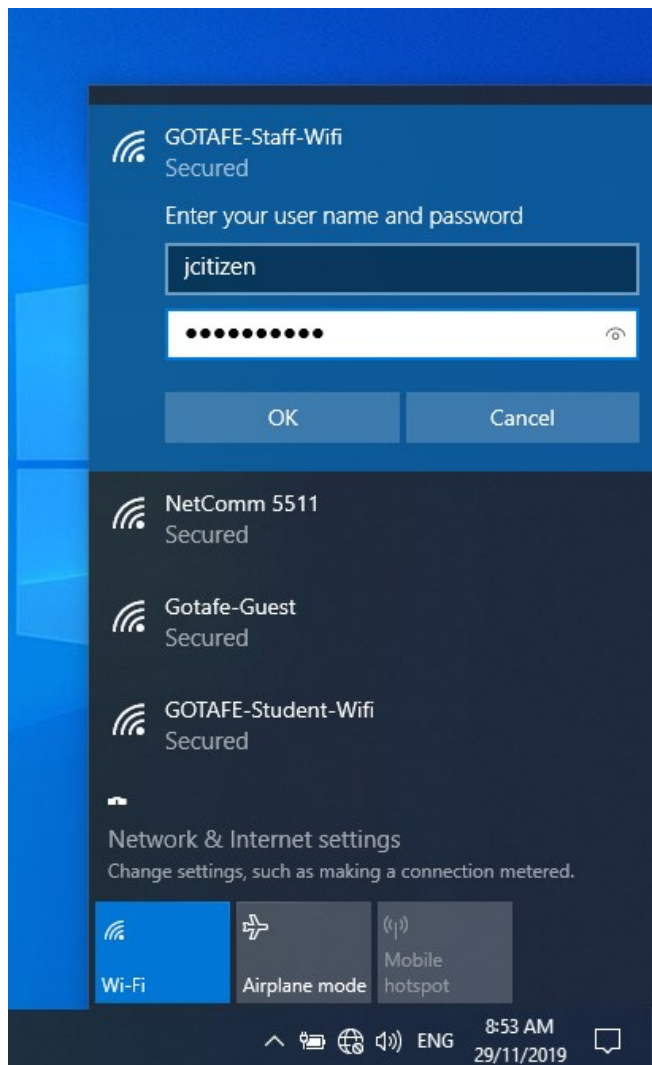 GOTAFE-Staff-Wifi
Secured
Enter your user name and password
jcitizen
••••••••••
OK
Cancel
NetComm 5511
Secured
Gotafe-Guest
Secured
GOTAFE-Student-Wifi
Secured
Network & Internet settings
Change settings, such as making a connection metered.
Wi-Fi
Airplane mode
Mobile
hotspot
ENG
8:53 AM
29/11/2019